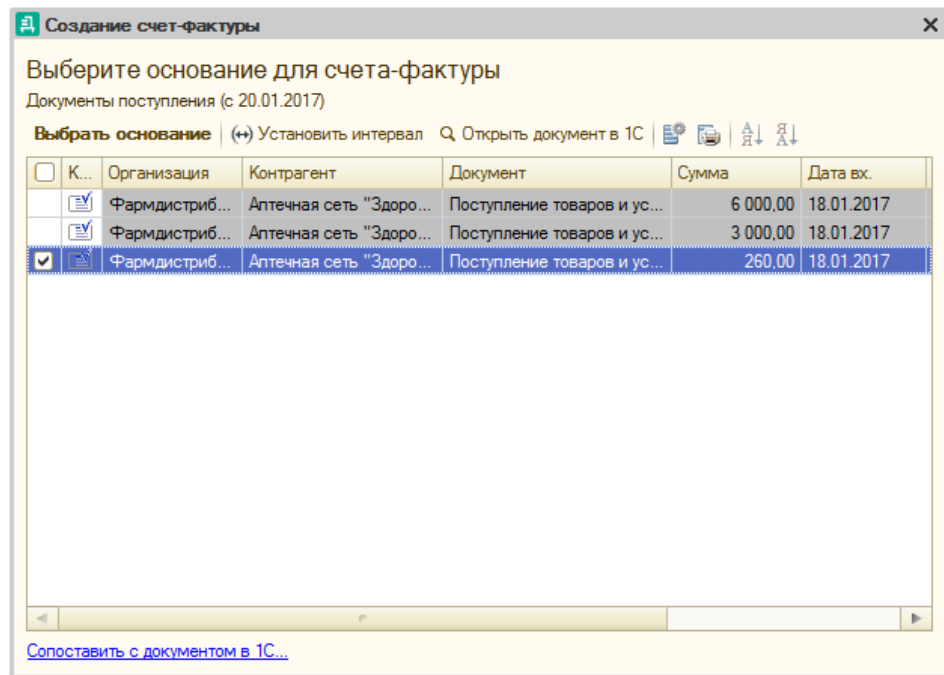 Создание счет-фактуры
Выберите основание для счета-фактуры
Документы поступления (с 20.01.2017)
Выбрать основание (↔) Установить интервал Открыть документ в 1С
К... Организация Контрагент Документ Сумма Дата вх.
Фармдистриб... Аптечная сеть "Здоро... Поступление товаров и ус... 6 000,00 18.01.2017
Фармдистриб... Аптечная сеть "Здоро... Поступление товаров и ус... 3 000,00 18.01.2017
Фармдистриб... Аптечная сеть "Здоро... Поступление товаров и ус... 260,00 18.01.2017
Сопоставить с документом в 1С...